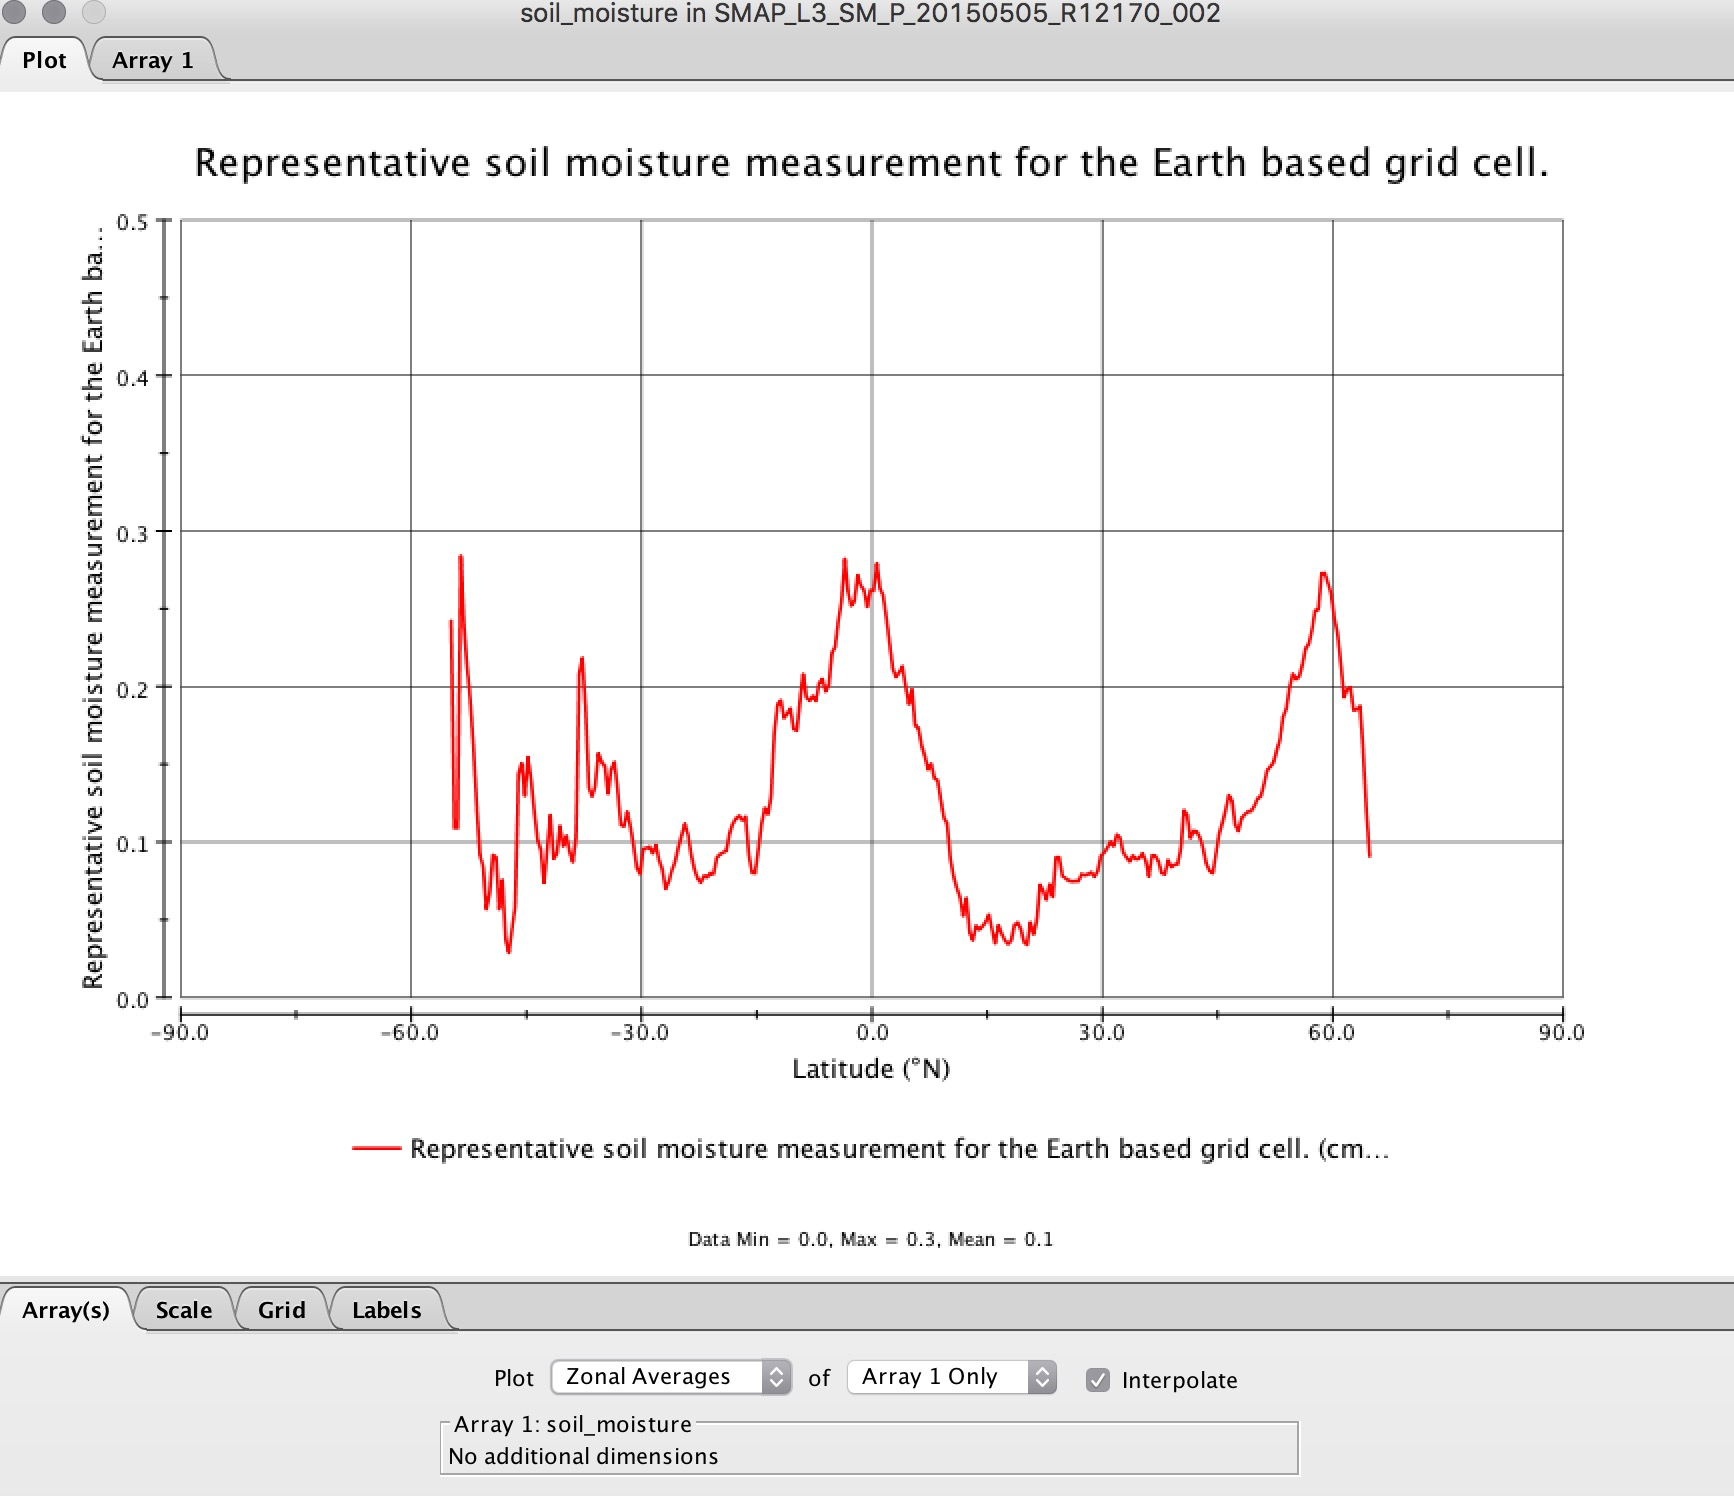 soil_moisture in SMAP_L3_SM_P_20150505_R12170_002
Plot
Array 1
Representative soil moisture measurement for the Earth based grid cell.
Representative soil moisture measurement for the Earth ba...
0.5
0.4
0.3
0.2
0.1
0.0
-90.0
-60.0
-30.0
0.0
30.0
60.0
90.0
Latitude (°N)
Representative soil moisture measurement for the Earth based grid cell. (cm...
Data Min = 0.0, Max = 0.3, Mean = 0.1
Array(s)
Scale
Grid
Labels
Plot Zonal Averages of Array 1 Only Interpolate
Array 1: soil_moisture
No additional dimensions